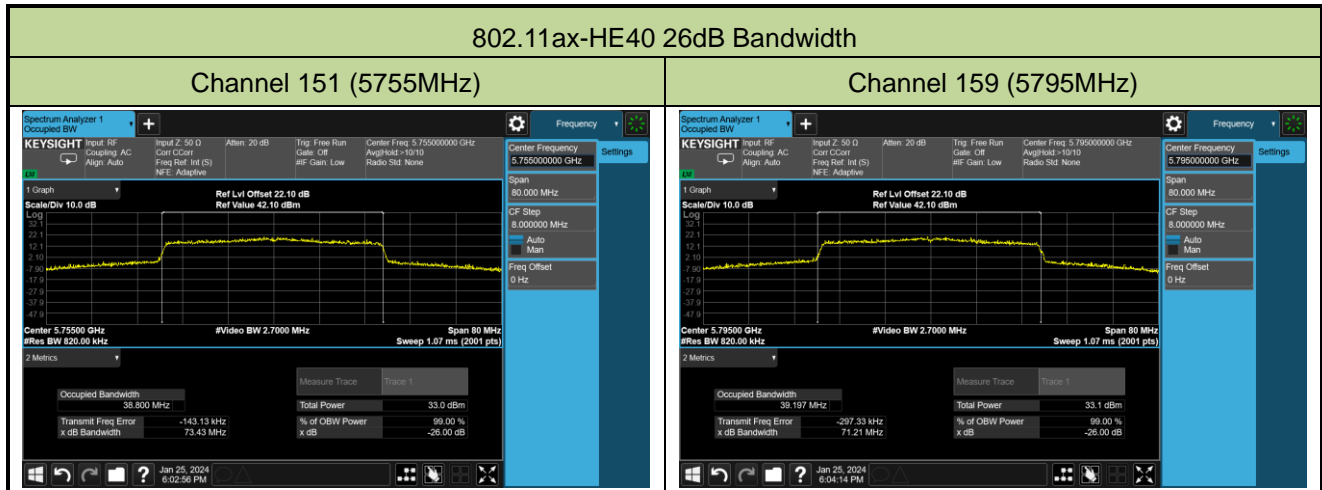 802.11ax-HE40 26dB Bandwidth
Channel 151 (5755MHz)
Channel 159 (5795MHz)
Spectrum Analyzer 1
Occupied BW
+
Frequency
KEYSIGHT
Input: RF
Coupling: AC
Align: Auto
Input Z: 50 Ω
Corr CCorr
Freq Ref: Int (S)
NFE: Adaptive
Atten: 20 dB
Trig: Free Run
Gate: Off
#IF Gain: Low
Center Freq: 5.755000000 GHz
Avg|Hold:>10/10
Radio Std: None
Center Frequency
5.755000000 GHz
Settings
Span
80.000 MHz
CF Step
8.000000 MHz
Auto
Man
Freq Offset
0 Hz
1 Graph
Scale/Div 10.0 dB
Ref Lvl Offset 22.10 dB
Ref Value 42.10 dBm
Log
32.1
22.1
12.1
2.10
-7.90
-17.9
-27.9
-37.9
-47.9
Center 5.75500 GHz
#Res BW 820.00 kHz
#Video BW 2.7000 MHz
Span 80 MHz
Sweep 1.07 ms (2001 pts)
2 Metrics
Measure Trace
Trace 1
Occupied Bandwidth
38.800 MHz
Total Power
33.0 dBm
Transmit Freq Error
-143.13 kHz
% of OBW Power
99.00 %
x dB Bandwidth
73.43 MHz
x dB
-26.00 dB
?
Jan 25, 2024
6:02:56 PM
Spectrum Analyzer 1
Occupied BW
+
Frequency
KEYSIGHT
Input: RF
Coupling: AC
Align: Auto
Input Z: 50 Ω
Corr CCorr
Freq Ref: Int (S)
NFE: Adaptive
Atten: 20 dB
Trig: Free Run
Gate: Off
#IF Gain: Low
Center Freq: 5.795000000 GHz
Avg|Hold:>10/10
Radio Std: None
Center Frequency
5.795000000 GHz
Settings
Span
80.000 MHz
CF Step
8.000000 MHz
Auto
Man
Freq Offset
0 Hz
1 Graph
Scale/Div 10.0 dB
Ref Lvl Offset 22.10 dB
Ref Value 42.10 dBm
Log
32.1
22.1
12.1
2.10
-7.90
-17.9
-27.9
-37.9
-47.9
Center 5.79500 GHz
#Res BW 820.00 kHz
#Video BW 2.7000 MHz
Span 80 MHz
Sweep 1.07 ms (2001 pts)
2 Metrics
Measure Trace
Trace 1
Occupied Bandwidth
39.197 MHz
Total Power
33.1 dBm
Transmit Freq Error
-297.33 kHz
% of OBW Power
99.00 %
x dB Bandwidth
71.21 MHz
x dB
-26.00 dB
?
Jan 25, 2024
6:04:14 PM